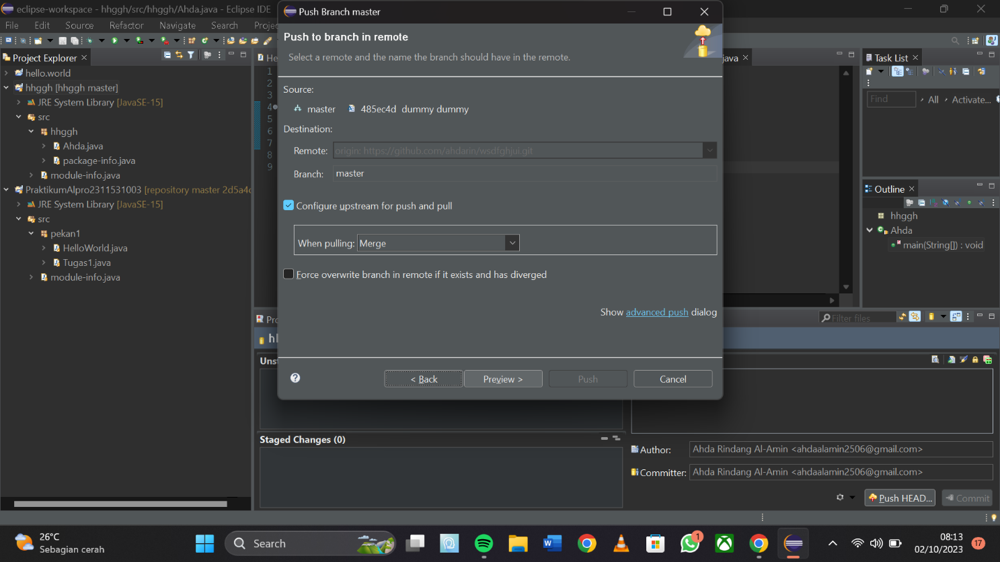 eclipse-workspace - hhggh/src/hhggh/Ahda.java - Eclipse IDE
File Edit Source Refactor Navigate Search Projec
Project Explorer
hello.world
hhggh [hhggh master]
JRE System Library [JavaSE-15]
src
hhggh
Ahda.java
package-info.java
module-info.java
PraktikumAlpro2311531003 [repository master 2d5a4c
JRE System Library [JavaSE-15]
src
pekan1
HelloWorld.java
Tugas1.java
module-info.java
He
1
2
3
4
5
6
7
8
9
Push Branch master
Push to branch in remote
Select a remote and the name the branch should have in the remote.
Source:
master 485ec4d dummy dummy
Destination:
Remote: origin: https://github.com/ahdarin/wsdfghjui.git
Branch: master
Configure upstream for push and pull
When pulling: Merge
Force overwrite branch in remote if it exists and has diverged
Show advanced push dialog
< Back Preview > Push Cancel
java
Task List
Find All Activate...
Outline
hhggh
Ahda
main(String[]) : void
Pro
Filter files
hh
Unst
Staged Changes (0)
Author: Ahda Rindang Al-Amin <ahdaalamin2506@gmail.com>
Committer: Ahda Rindang Al-Amin <ahdaalamin2506@gmail.com>
Push HEAD... Commit
26°C
Sebagian cerah
Search
1
08:13
02/10/2023
17